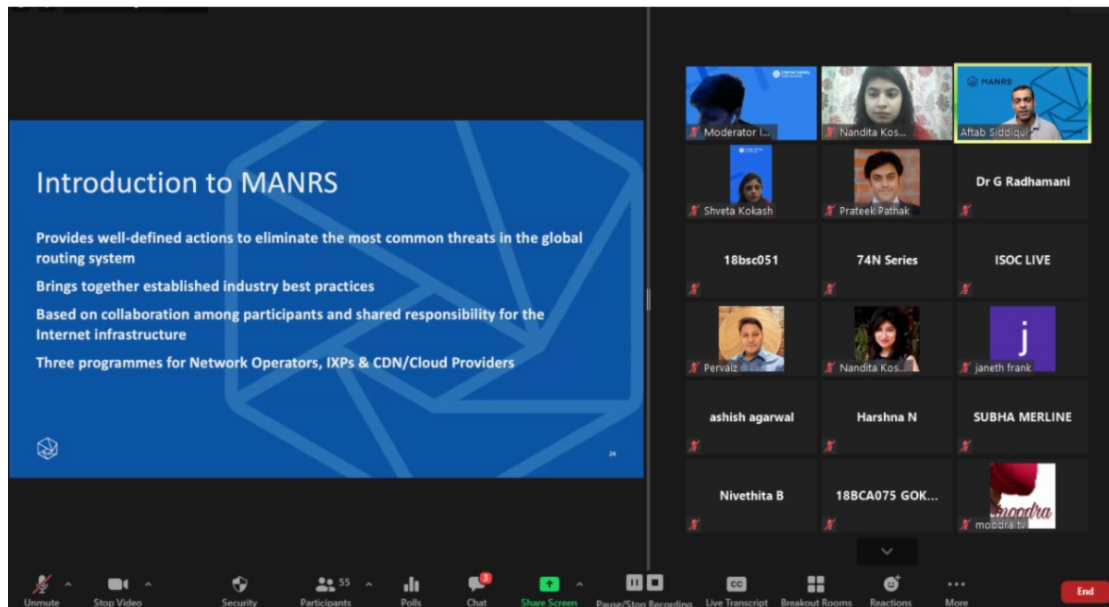 Introduction to MANRS
Provides well-defined actions to eliminate the most common threats in the global
routing system
Brings together established industry best practices
Based on collaboration among participants and shared responsibility for the
Internet infrastructure
Three programmes for Network Operators, IXPs & CDN/Cloud Providers
24
Moderator I...
Nandita Kos...
MANRS
Aftab Siddiqui
Shveta Kokash
Prateek Pathak
Dr G Radhamani
18bsc051
74N Series
ISOC LIVE
Pervaiz
Nandita Kos...
j
janeth frank
ashish agarwal
Harshna N
SUBHA MERLINE
Nivethita B
18BCA075 GOK...
moodra
moodra tv
Unmute
Stop Video
Security
55
Participants
Polls
3
Chat
Share Screen
Pause/Stop Recording
CC
Live Transcript
Breakout Rooms
Reactions
More
End